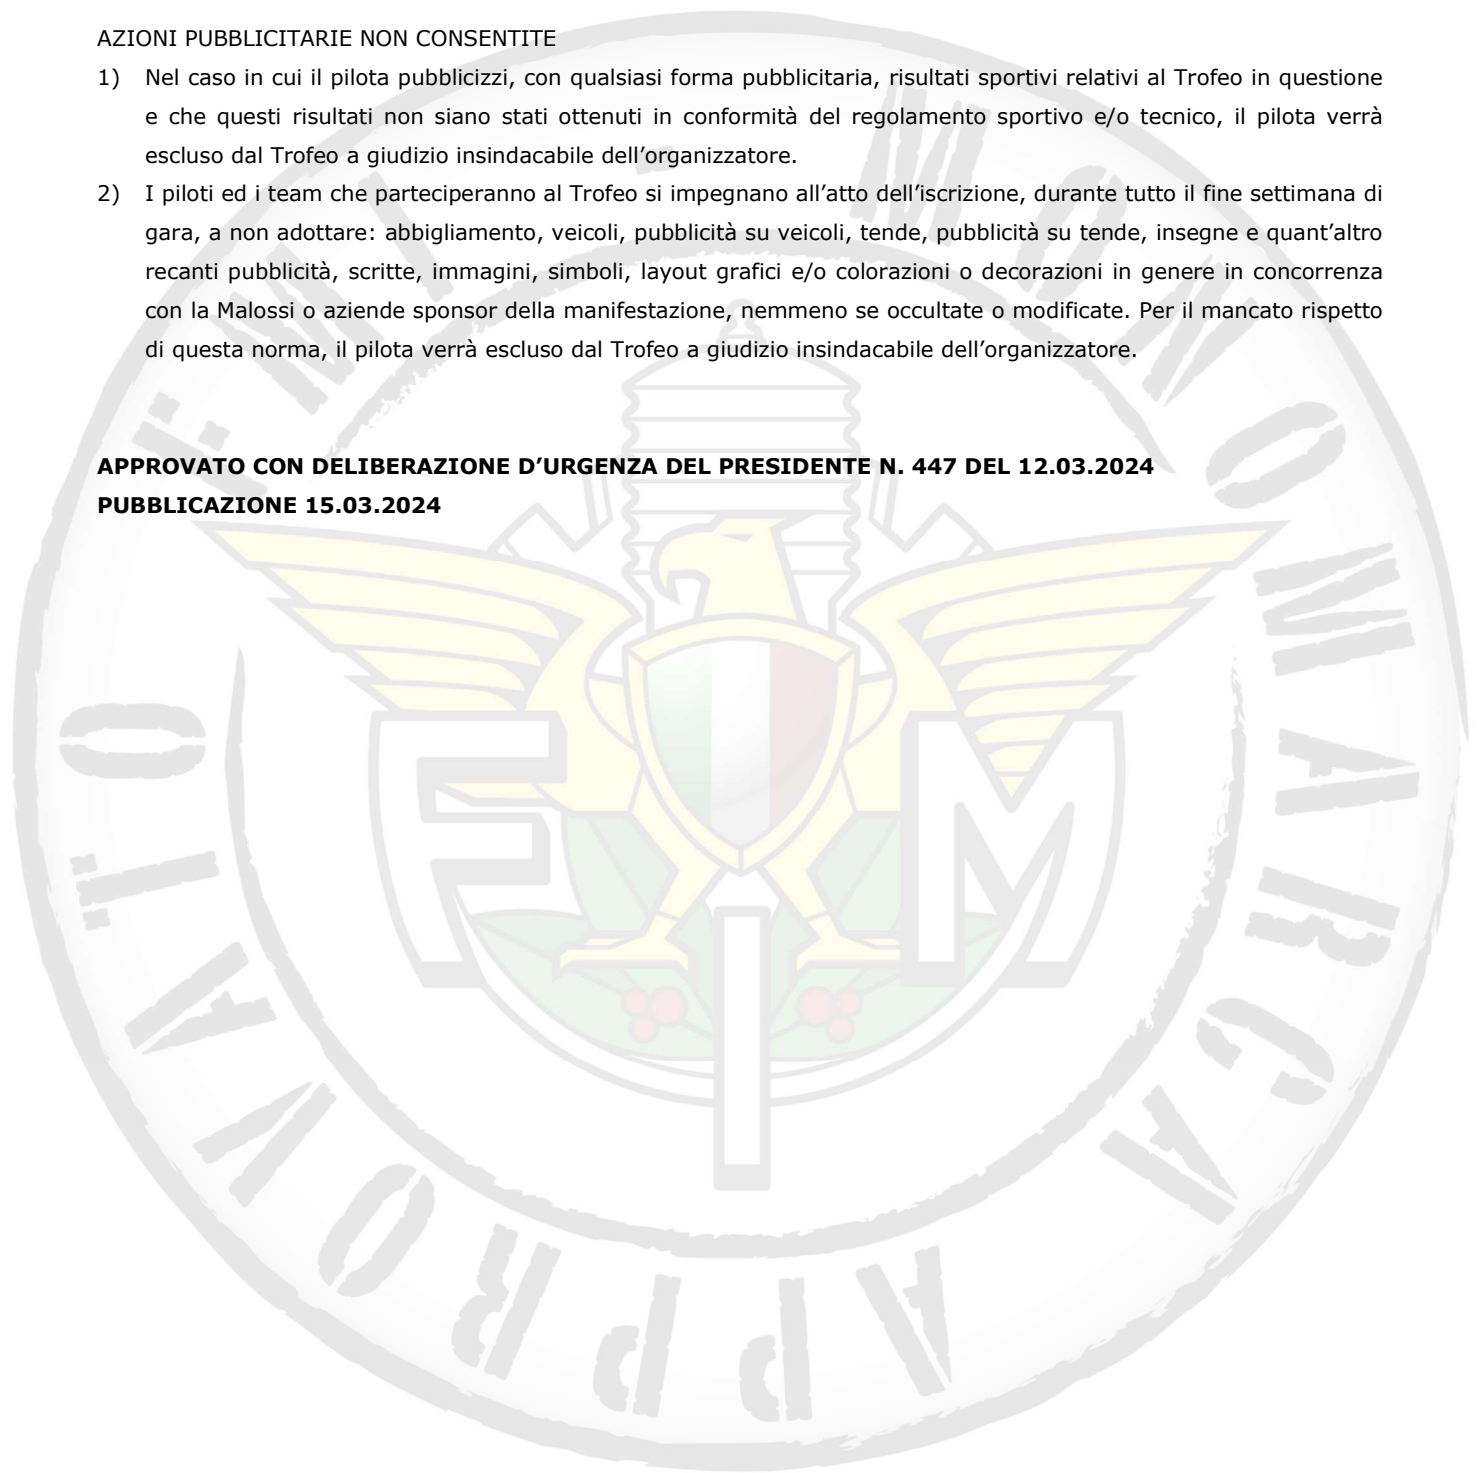 AZIONI PUBBLICITARIE NON CONSENTITE
1) Nel caso in cui il pilota pubblicizzi, con qualsiasi forma pubblicitaria, risultati sportivi relativi al Trofeo in questione
e che questi risultati non siano stati ottenuti in conformità del regolamento sportivo e/o tecnico, il pilota verrà
escluso dal Trofeo a giudizio insindacabile dell’organizzatore.
2) I piloti ed i team che parteciperanno al Trofeo si impegnano all’atto dell’iscrizione, durante tutto il fine settimana di
gara, a non adottare: abbigliamento, veicoli, pubblicità su veicoli, tende, pubblicità su tende, insegne e quant’altro
recanti pubblicità, scritte, immagini, simboli, layout grafici e/o colorazioni o decorazioni in genere in concorrenza
con la Malossi o aziende sponsor della manifestazione, nemmeno se occultate o modificate. Per il mancato rispetto
di questa norma, il pilota verrà escluso dal Trofeo a giudizio insindacabile dell’organizzatore.
APPROVATO CON DELIBERAZIONE D’URGENZA DEL PRESIDENTE N. 447 DEL 12.03.2024
PUBBLICAZIONE 15.03.2024
FMI - MONOMARCA APPROVATO
FIM